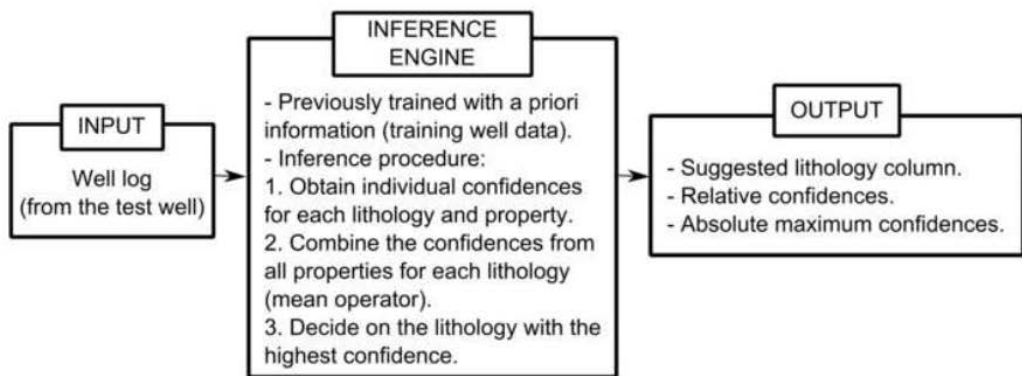 INPUT
Well log
(from the test well)
INFERENCE
ENGINE
- Previously trained with a priori
information (training well data).
- Inference procedure:
1. Obtain individual confidences
for each lithology and property.
2. Combine the confidences from
all properties for each lithology
(mean operator).
3. Decide on the lithology with the
highest confidence.
OUTPUT
- Suggested lithology column.
- Relative confidences.
- Absolute maximum confidences.